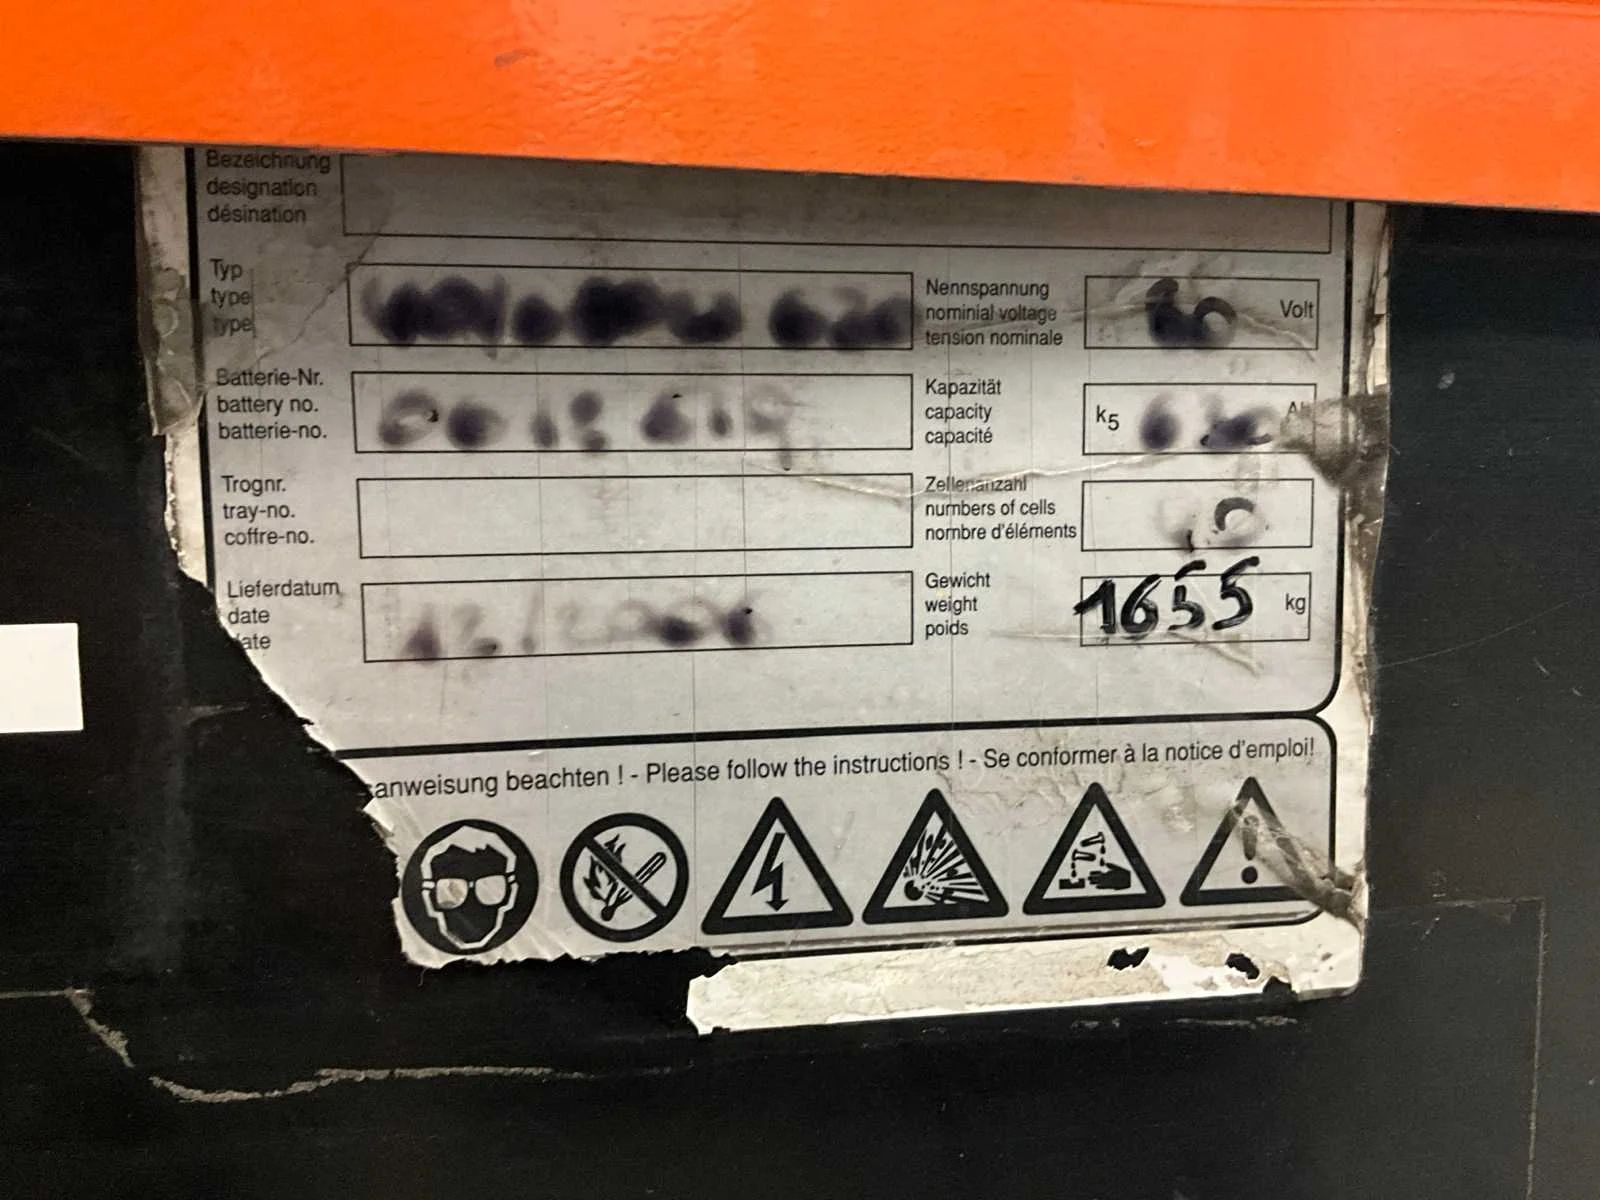 Bezeichnung
designation
désination
Typ
type
type
Nennspannung
nominial voltage
tension nominale
60 Volt
Batterie-Nr.
battery no.
batterie-no.
Kapazität
capacity
capacité
k5
Trognr.
tray-no.
coffre-no.
Zellenanzahl
numbers of cells
nombre d'éléments
Lieferdatum
date
date
Gewicht
weight
poids
1655 kg
anweisung beachten ! - Please follow the instructions ! - Se conformer à la notice d'emploi!